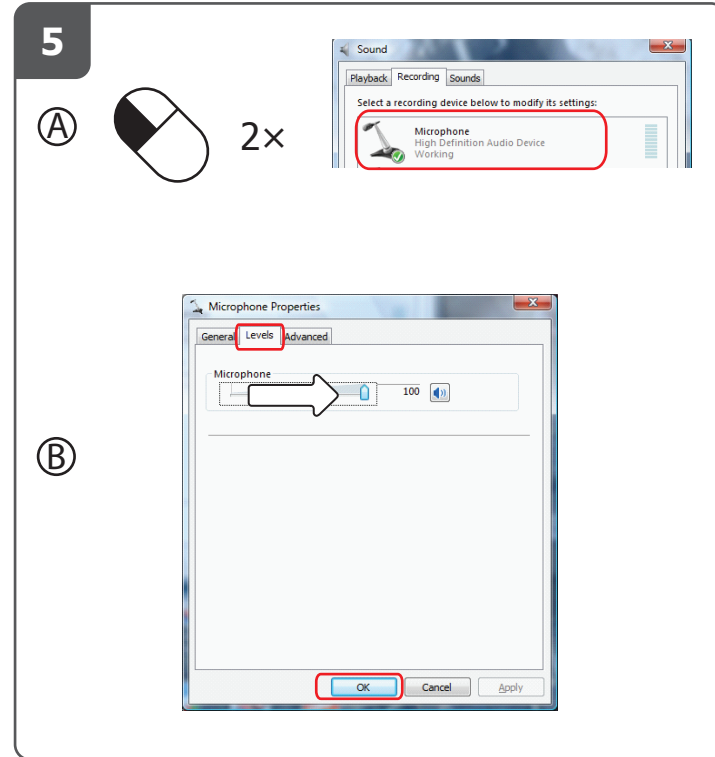 5
Sound
Playback Recording Sounds
Select a recording device below to modify its settings:
A
2×
Microphone
High Definition Audio Device
Working
Microphone Properties
General Levels Advanced
Microphone
100
B
OK Cancel Apply